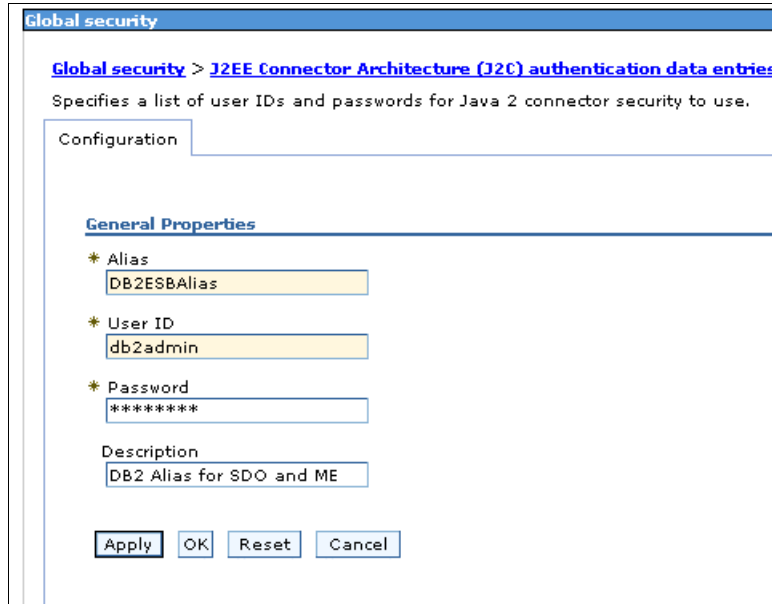 Global security
Global security > J2EE Connector Architecture (J2C) authentication data entries
Specifies a list of user IDs and passwords for Java 2 connector security to use.
Configuration
General Properties
* Alias
DB2ESBAlias
* User ID
db2admin
* Password
********
Description
DB2 Alias for SDO and ME
Apply OK Reset Cancel